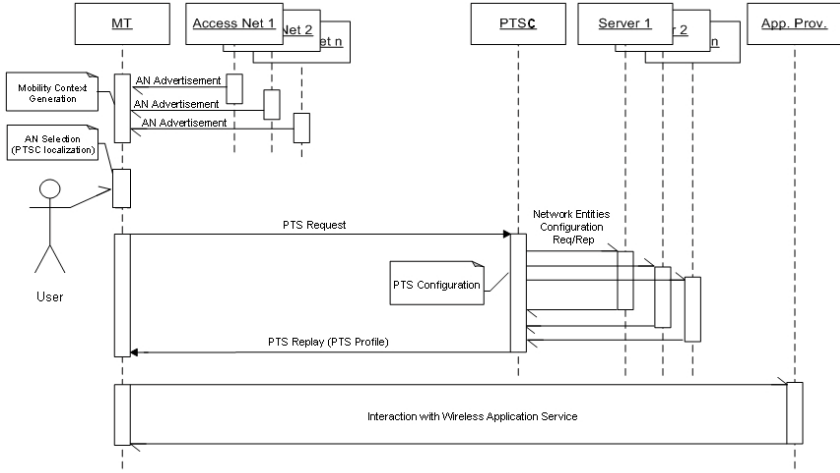 MT
Access Net 1
Net 2
et n
PTSC
Server 1
r 2
n
App. Prov.
Mobility Context
Generation
AN Advertisement
AN Advertisement
AN Advertisement
AN Selection
(PTSC localization)
User
PTS Request
Network Entities
Configuration
Req/Rep
PTS Configuration
PTS Replay (PTS Profile)
Interaction with Wireless Application Service